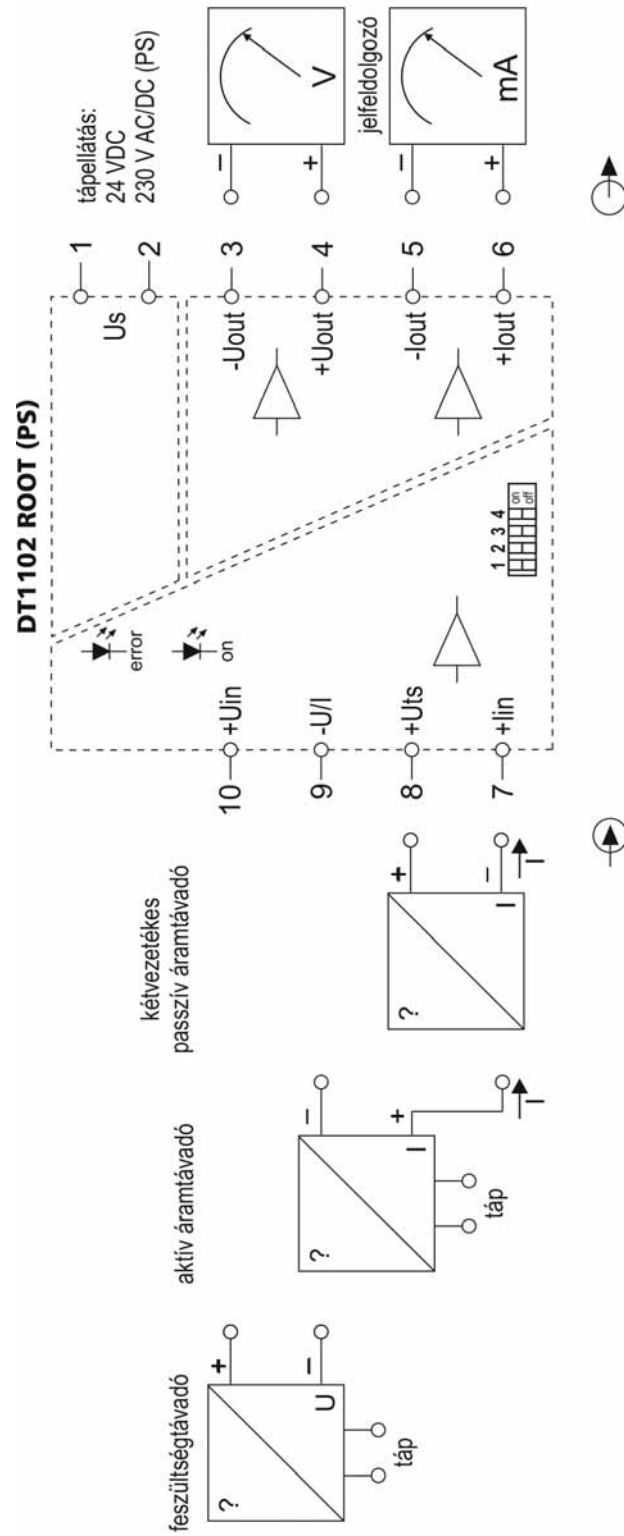 DT1102 ROOT (PS)
tápellátás:
24 VDC
230 V AC/DC (PS)
feszültségtávadó
?
U
+
–
táp
aktív áramtávadó
?
I
–
+
I
táp
kétvezetékes
passzív áramtávadó
?
I
+
–
I
10
+Uin
9
-U/I
8
+Uts
7
+Iin
error
on
1 2 3 4
on
off
Us
1
2
-Uout
3
+Uout
4
-Iout
5
+Iout
6
–
+
V
jelfeldolgozó
–
+
mA